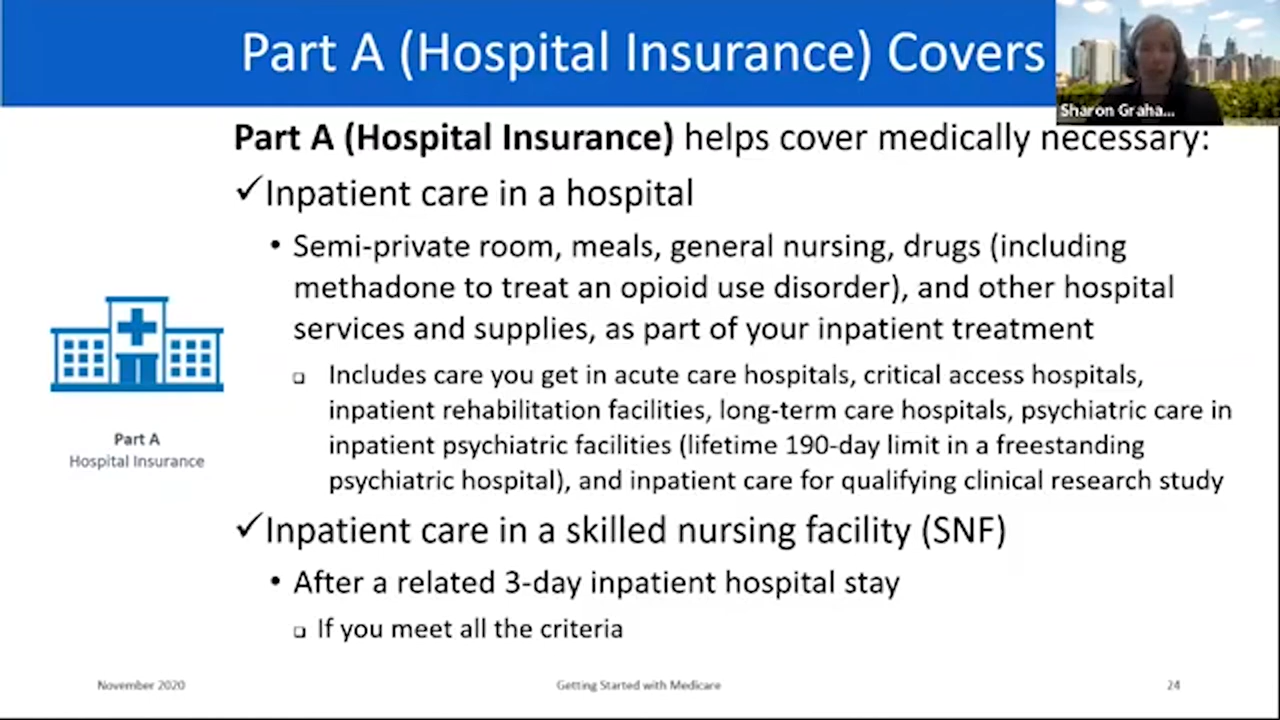 Part A (Hospital Insurance) Covers
Sharon Graha...
Part A (Hospital Insurance) helps cover medically necessary:
✓Inpatient care in a hospital
• Semi-private room, meals, general nursing, drugs (including
methadone to treat an opioid use disorder), and other hospital
services and supplies, as part of your inpatient treatment
❑ Includes care you get in acute care hospitals, critical access hospitals,
inpatient rehabilitation facilities, long-term care hospitals, psychiatric care in
inpatient psychiatric facilities (lifetime 190-day limit in a freestanding
psychiatric hospital), and inpatient care for qualifying clinical research study
✓Inpatient care in a skilled nursing facility (SNF)
• After a related 3-day inpatient hospital stay
❑ If you meet all the criteria
Part A
Hospital Insurance
November 2020
Getting Started with Medicare
24